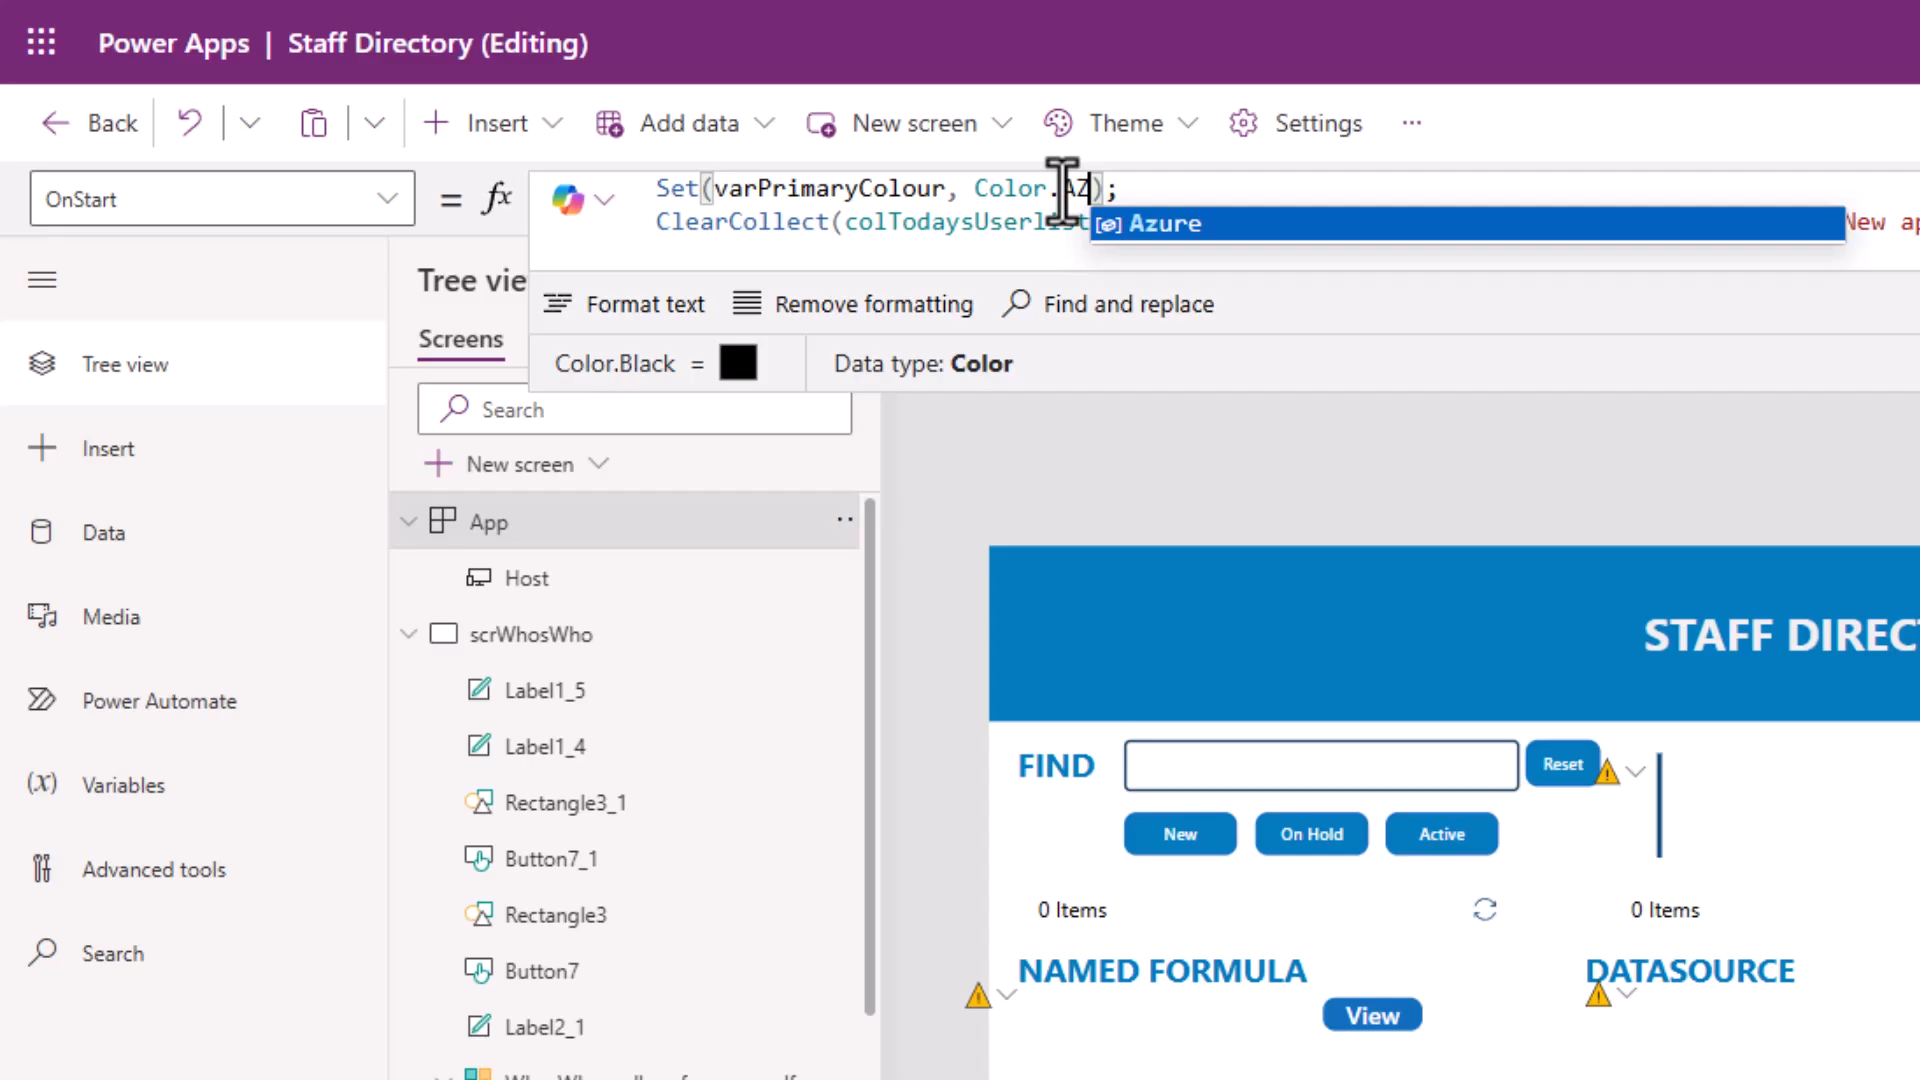 Power Apps | Staff Directory (Editing)
Back Insert Add data New screen Theme Settings ...
OnStart = fx Set(varPrimaryColour, Color.AZ);
ClearCollect(colTodaysUserlist New ap
Azure
Format text Remove formatting Find and replace
Color.Black = Data type: Color
Tree vie
Screens
Search
New screen
Tree view
Insert
Data
Media
Power Automate
(x) Variables
Advanced tools
Search
App ..
Host
scrWhosWho
Label1_5
Label1_4
Rectangle3_1
Button7_1
Rectangle3
Button7
Label2_1
STAFF DIRECT
FIND Reset
New On Hold Active
0 Items 0 Items
NAMED FORMULA DATASOURCE
View